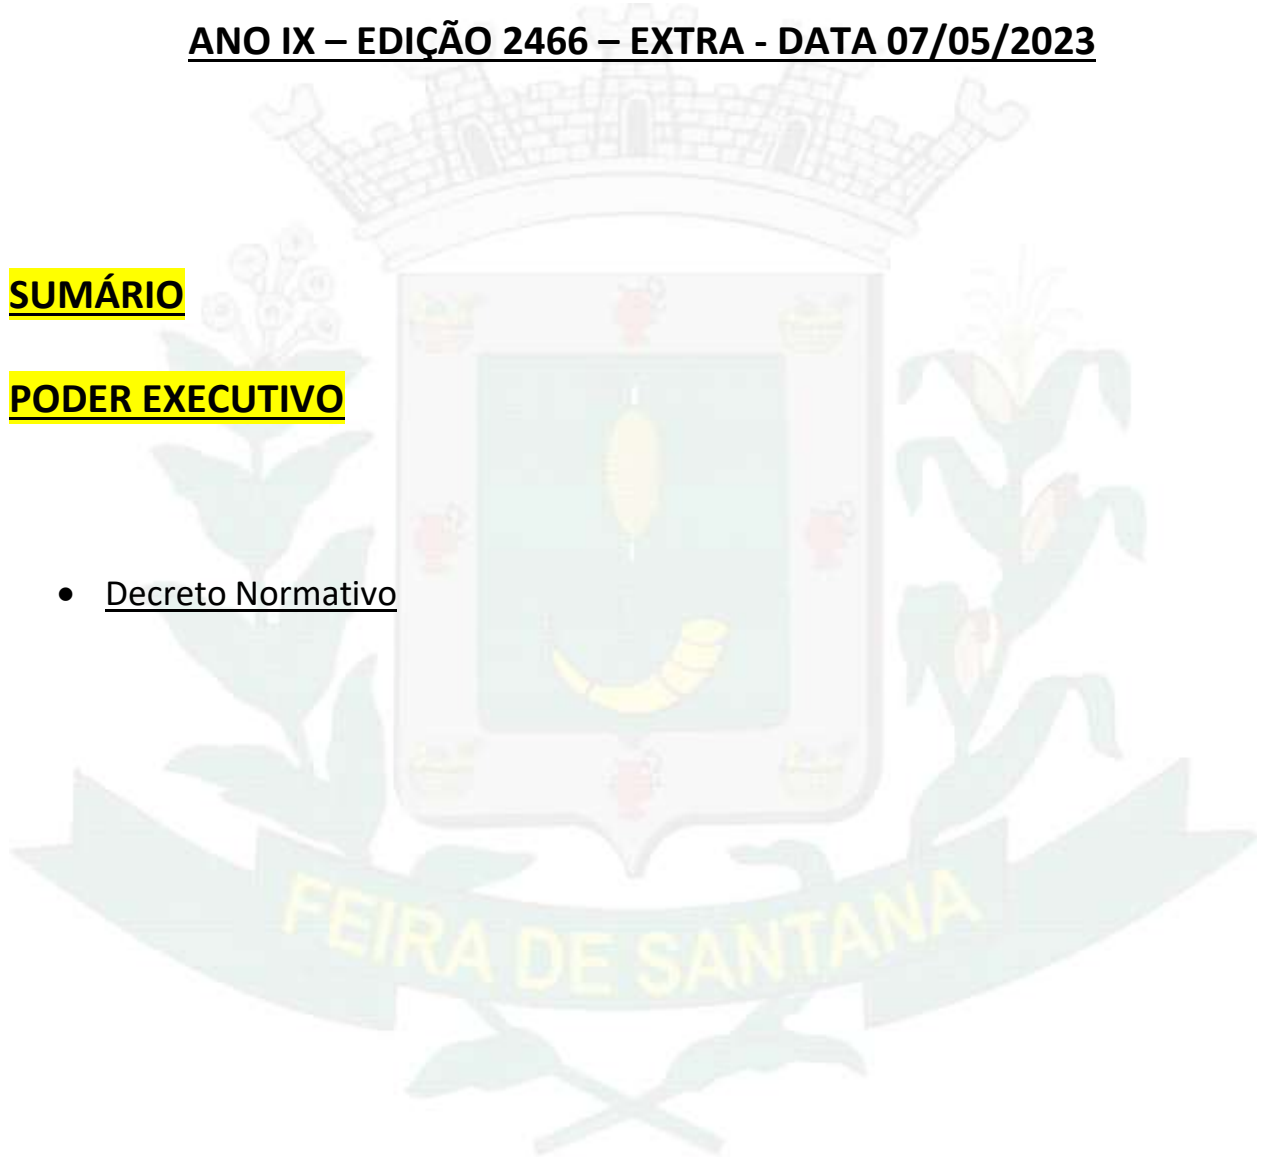 ANO IX – EDIÇÃO 2466 – EXTRA - DATA 07/05/2023
SUMÁRIO
PODER EXECUTIVO
• Decreto Normativo
FEIRA DE SANTANA